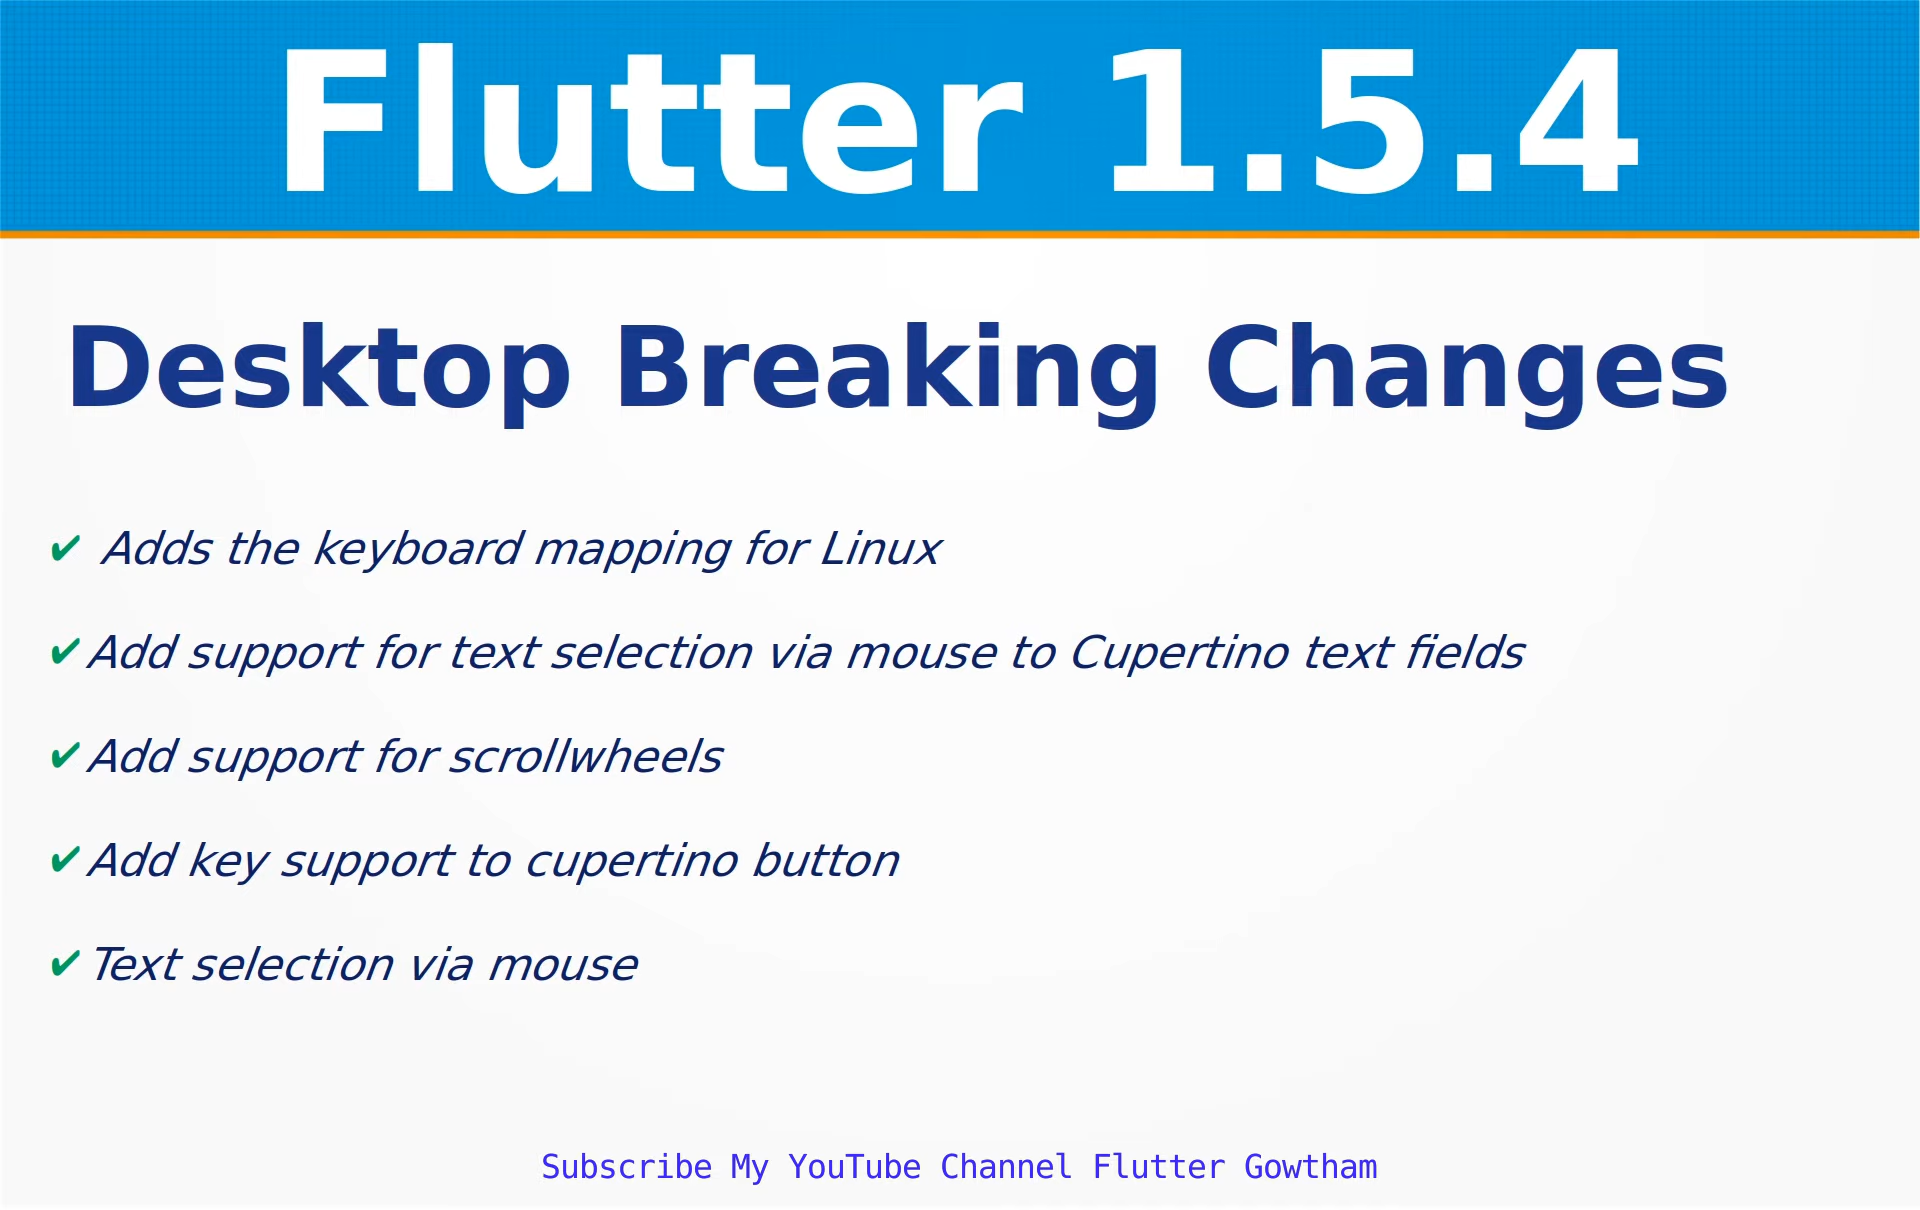 Flutter 1.5.4
Desktop Breaking Changes
✔ Adds the keyboard mapping for Linux
✔ Add support for text selection via mouse to Cupertino text fields
✔ Add support for scrollwheels
✔ Add key support to cupertino button
✔ Text selection via mouse
Subscribe My YouTube Channel Flutter Gowtham